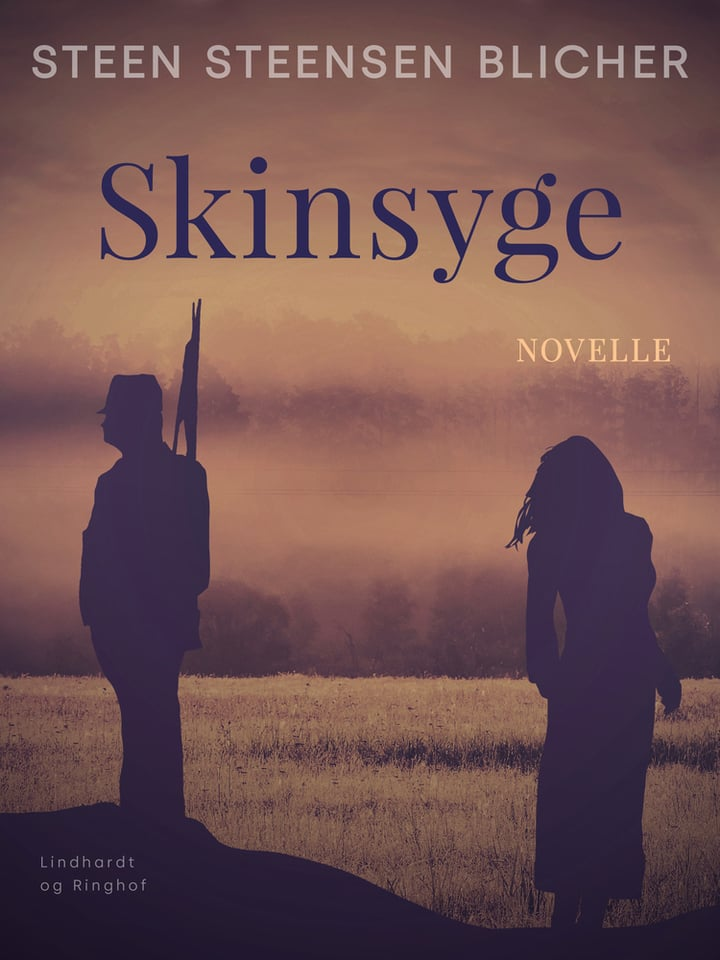 STEEN STEENSEN BLICHER
Skinsyge
NOVELLE
Lindhardt
og Ringhof